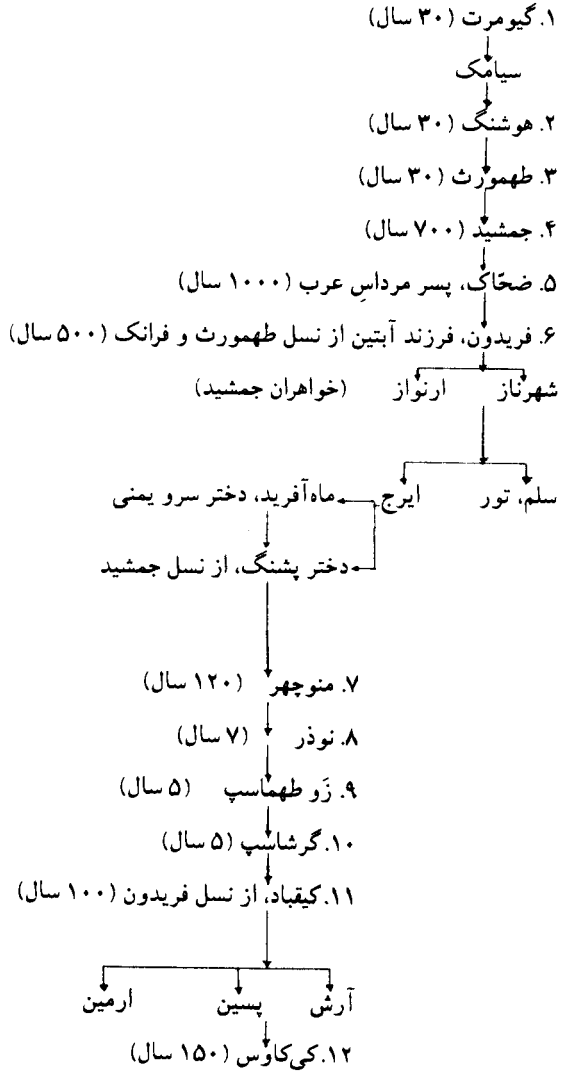 ۱. گیومرت (۳۰ سال)
سیامک
۲. هوشنگ (۳۰ سال)
۳. طهمورث (۳۰ سال)
۴. جمشید (۷۰۰ سال)
۵. ضحّاک، پسر مرداسِ عرب (۱۰۰۰ سال)
۶. فریدون، فرزند آبتین از نسل طهمورث و فرانک (۵۰۰ سال)
شهرناز ارنواز (خواهران جمشید)
سلم، تور ایرج ماه‌آفرید، دختر سرو یمنی
دختر پشنگ، از نسل جمشید
۷. منوچهر (۱۲۰ سال)
۸. نوذر (۷ سال)
۹. زَو طهماسپ (۵ سال)
۱۰. گرشاسپ (۵ سال)
۱۱. کیقباد، از نسل فریدون (۱۰۰ سال)
آرش پسین ارمین
۱۲. کی‌کاوس (۱۵۰ سال)